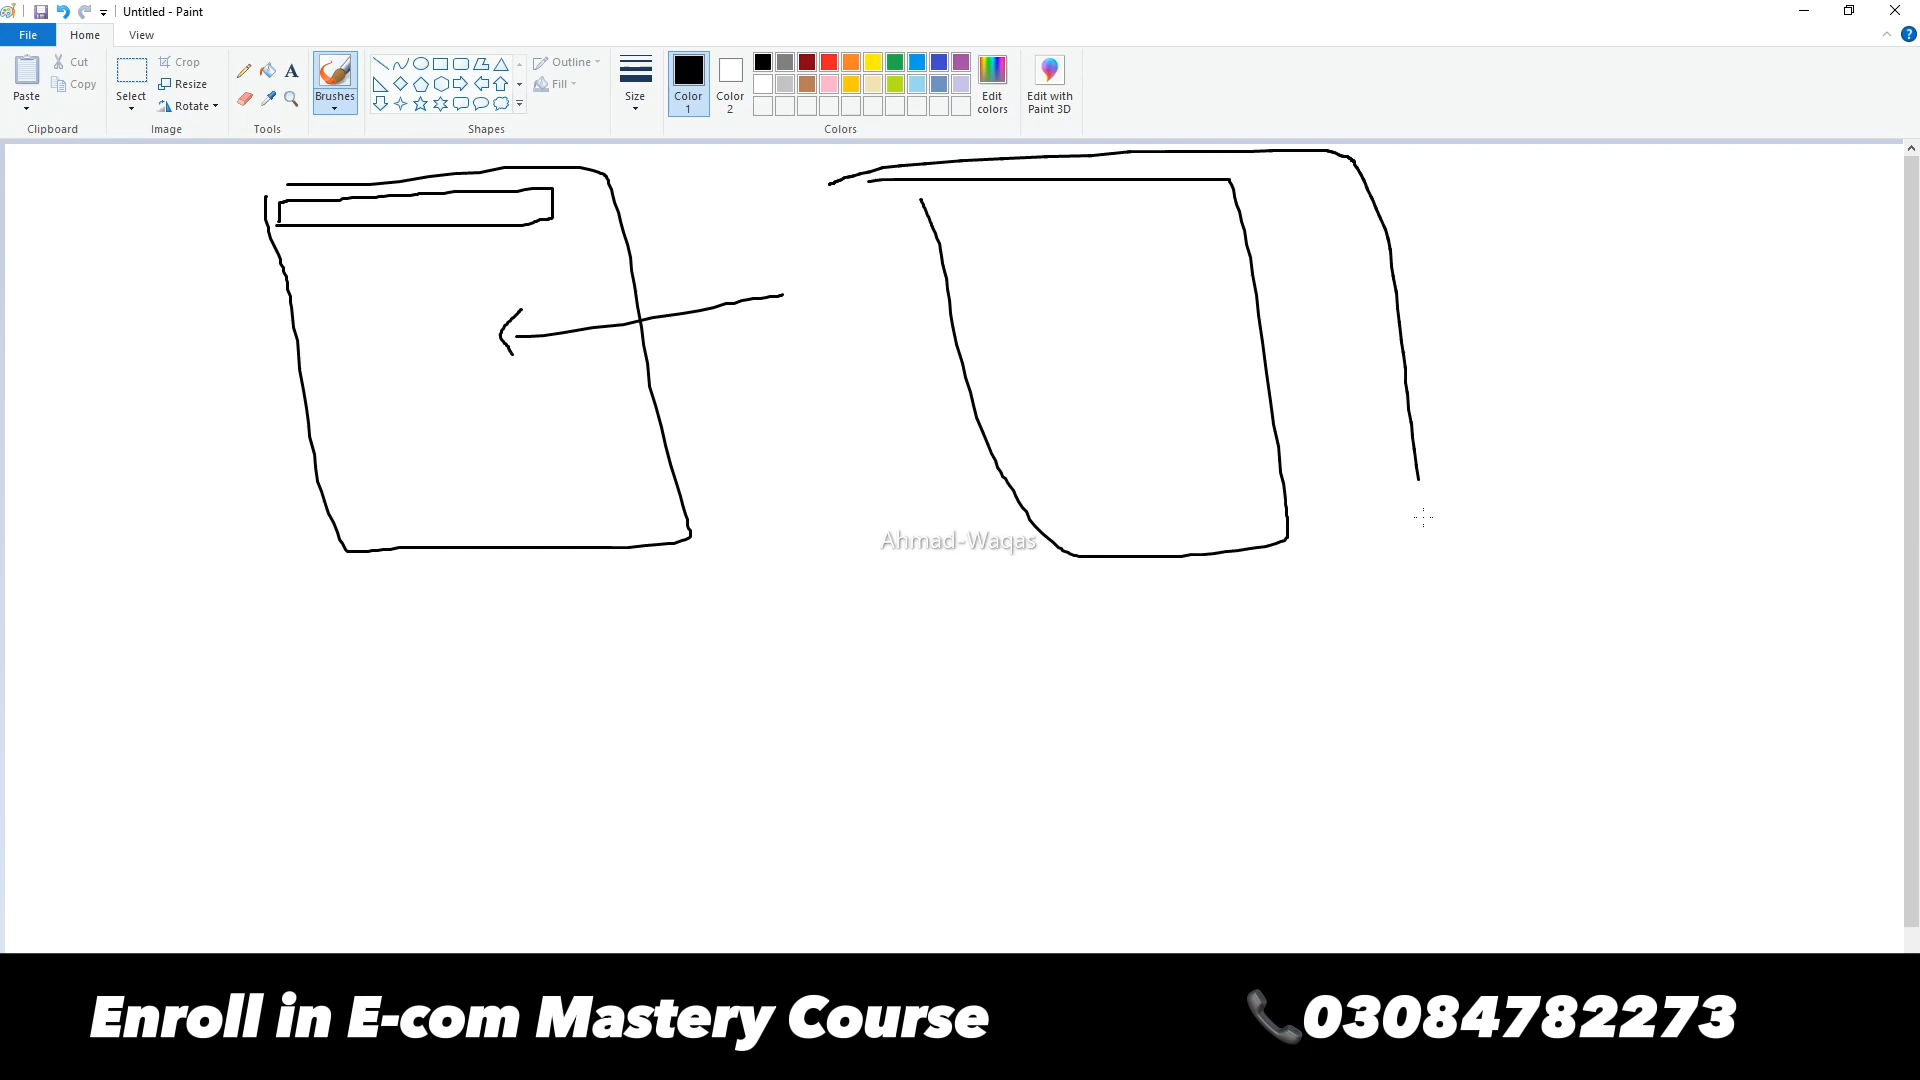 Untitled - Paint
File Home View
Paste
Cut
Copy
Clipboard
Select
Crop
Resize
Rotate
Image
A
Tools
Brushes
Outline
Fill
Shapes
Size
Color 1
Color 2
Edit colors
Colors
Edit with Paint 3D
?
Ahmad-Waqas
Enroll in E-com Mastery Course
03084782273